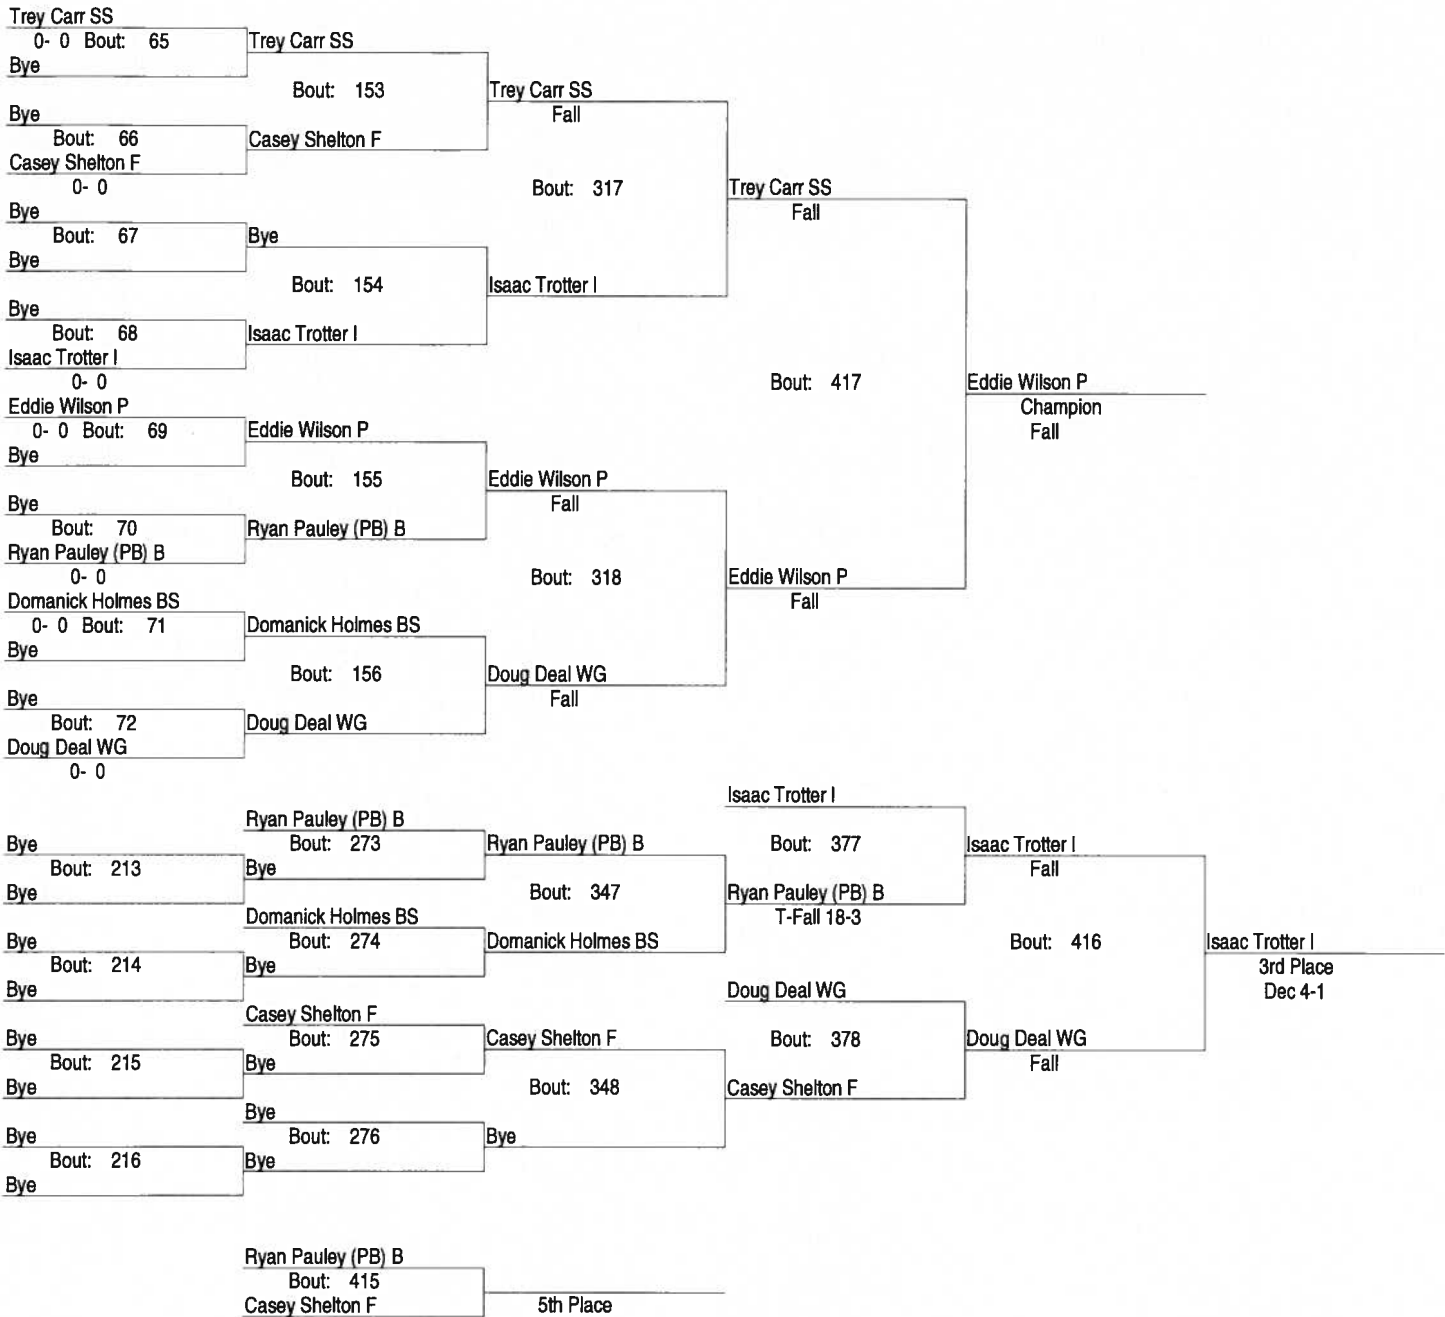 Trey Carr SS
0- 0 Bout: 65
Bye
Bye
Bout: 66
Casey Shelton F
0- 0
Bye
Bout: 67
Bye
Bye
Bout: 68
Isaac Trotter I
0- 0
Eddie Wilson P
0- 0 Bout: 69
Bye
Bye
Bout: 70
Ryan Pauley (PB) B
0- 0
Domanick Holmes BS
0- 0 Bout: 71
Bye
Bye
Bout: 72
Doug Deal WG
0- 0
Trey Carr SS
Bout: 153
Casey Shelton F
Bye
Bout: 154
Isaac Trotter I
Eddie Wilson P
Bout: 155
Ryan Pauley (PB) B
Domanick Holmes BS
Bout: 156
Doug Deal WG
Trey Carr SS
Fall
Bout: 317
Isaac Trotter I
Eddie Wilson P
Fall
Bout: 318
Doug Deal WG
Fall
Trey Carr SS
Fall
Bout: 417
Eddie Wilson P
Fall
Eddie Wilson P
Champion
Fall
Bye
Bout: 213
Bye
Bye
Bout: 214
Bye
Bye
Bout: 215
Bye
Bye
Bout: 216
Bye
Ryan Pauley (PB) B
Bout: 273
Bye
Domanick Holmes BS
Bout: 274
Bye
Casey Shelton F
Bout: 275
Bye
Bye
Bout: 276
Bye
Ryan Pauley (PB) B
Bout: 347
Domanick Holmes BS
Casey Shelton F
Bout: 348
Bye
Isaac Trotter I
Bout: 377
Ryan Pauley (PB) B
T-Fall 18-3
Doug Deal WG
Bout: 378
Casey Shelton F
Isaac Trotter I
Fall
Bout: 416
Doug Deal WG
Fall
Isaac Trotter I
3rd Place
Dec 4-1
Ryan Pauley (PB) B
Bout: 415
Casey Shelton F
5th Place